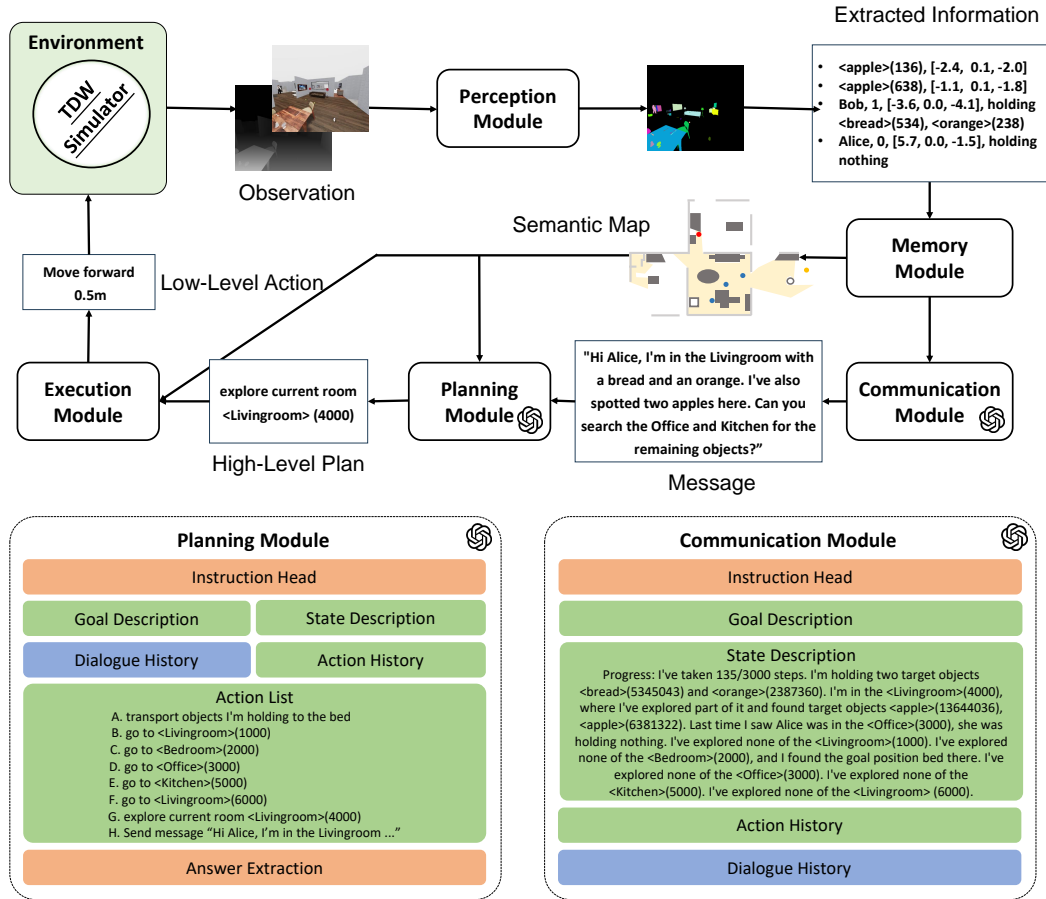 Extracted Information
Environment
TDW
Simulator
Perception
Module
• <apple>(136), [-2.4, 0.1, -2.0]
• <apple>(638), [-1.1, 0.1, -1.8]
• Bob, 1, [-3.6, 0.0, -4.1], holding
<bread>(534), <orange>(238)
• Alice, 0, [5.7, 0.0, -1.5], holding
nothing
Observation
Semantic Map
Memory
Module
Move forward
0.5m
Low-Level Action
Execution
Module
explore current room
<Livingroom> (4000)
High-Level Plan
Planning
Module
"Hi Alice, I'm in the Livingroom with
a bread and an orange. I've also
spotted two apples here. Can you
search the Office and Kitchen for the
remaining objects?”
Message
Communication
Module
Planning Module
Instruction Head
Goal Description
State Description
Dialogue History
Action History
Action List
A. transport objects I'm holding to the bed
B. go to <Livingroom>(1000)
C. go to <Bedroom>(2000)
D. go to <Office>(3000)
E. go to <Kitchen>(5000)
F. go to <Livingroom>(6000)
G. explore current room <Livingroom>(4000)
H. Send message “Hi Alice, I’m in the Livingroom ...”
Answer Extraction
Communication Module
Instruction Head
Goal Description
State Description
Progress: I've taken 135/3000 steps. I'm holding two target objects
<bread>(5345043) and <orange>(2387360). I'm in the <Livingroom>(4000),
where I've explored part of it and found target objects <apple>(13644036),
<apple>(6381322). Last time I saw Alice was in the <Office>(3000), she was
holding nothing. I've explored none of the <Livingroom>(1000). I've explored
none of the <Bedroom>(2000), and I found the goal position bed there. I've
explored none of the <Office>(3000). I've explored none of the
<Kitchen>(5000). I've explored none of the <Livingroom> (6000).
Action History
Dialogue History